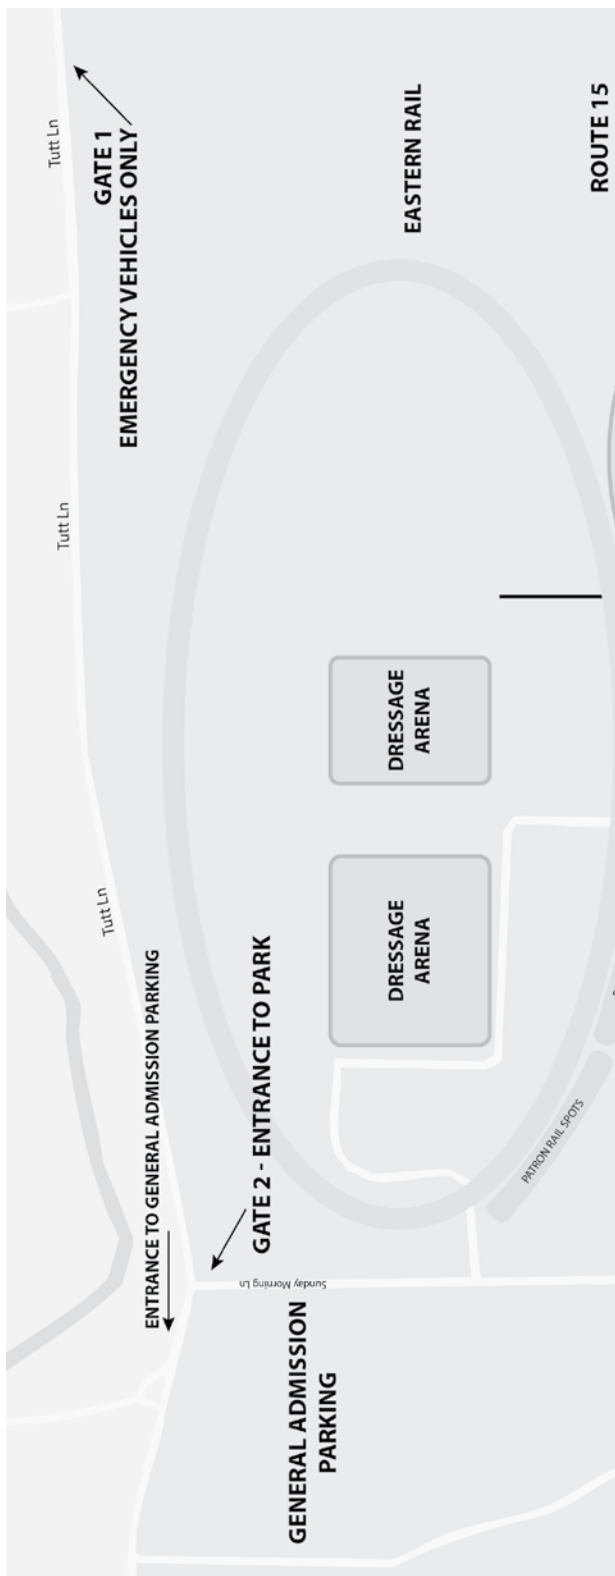 Tutt Ln
GATE 1
EMERGENCY VEHICLES ONLY
EASTERN RAIL
ROUTE 15
Tutt Ln
DRESSAGE
ARENA
Tutt Ln
DRESSAGE
ARENA
ENTRANCE TO GENERAL ADMISSION PARKING
GATE 2 - ENTRANCE TO PARK
PATRON RAIL SPOTS
Sunday Morning Ln
GENERAL ADMISSION
PARKING